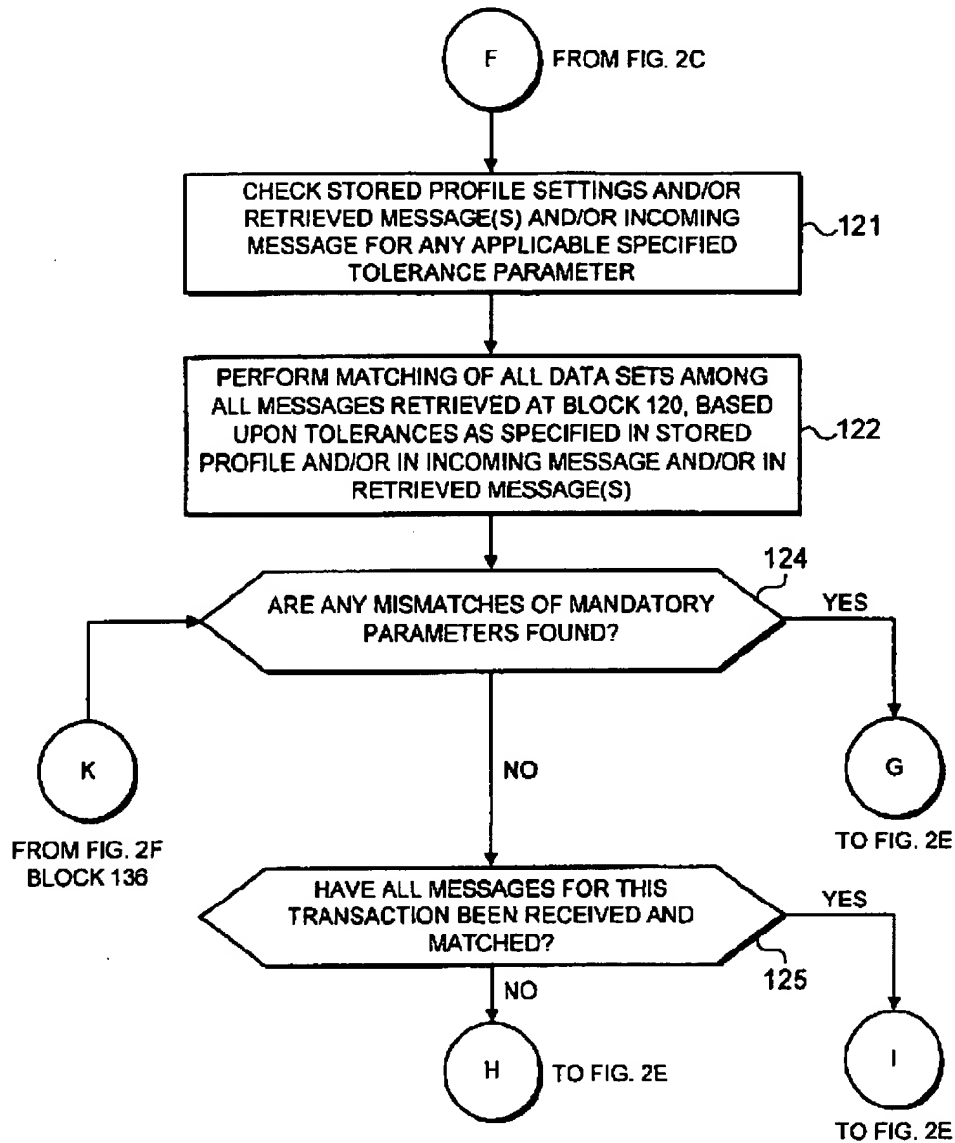 F
FROM FIG. 2C
CHECK STORED PROFILE SETTINGS AND/OR
RETRIEVED MESSAGE(S) AND/OR INCOMING
MESSAGE FOR ANY APPLICABLE SPECIFIED
TOLERANCE PARAMETER
121
PERFORM MATCHING OF ALL DATA SETS AMONG
ALL MESSAGES RETRIEVED AT BLOCK 120, BASED
UPON TOLERANCES AS SPECIFIED IN STORED
PROFILE AND/OR IN INCOMING MESSAGE AND/OR IN
RETRIEVED MESSAGE(S)
122
124
ARE ANY MISMATCHES OF MANDATORY
PARAMETERS FOUND?
YES
K
NO
G
FROM FIG. 2F
BLOCK 136
TO FIG. 2E
HAVE ALL MESSAGES FOR THIS
TRANSACTION BEEN RECEIVED AND
MATCHED?
YES
125
NO
H
TO FIG. 2E
I
TO FIG. 2E